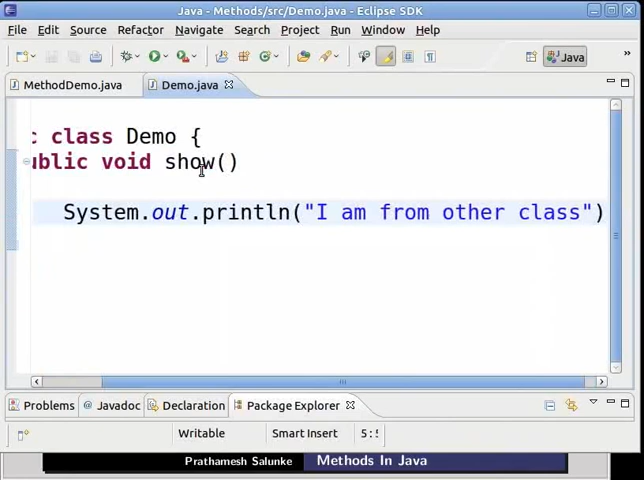 Java - Methods/src/Demo.java - Eclipse SDK
File Edit Source Refactor Navigate Search Project Run Window Help
Java »
MethodDemo.java Demo.java
c class Demo {
ublic void show()
System.out.println("I am from other class")
Problems Javadoc Declaration Package Explorer
Writable Smart Insert 5:5
Prathamesh Salunke Methods In Java